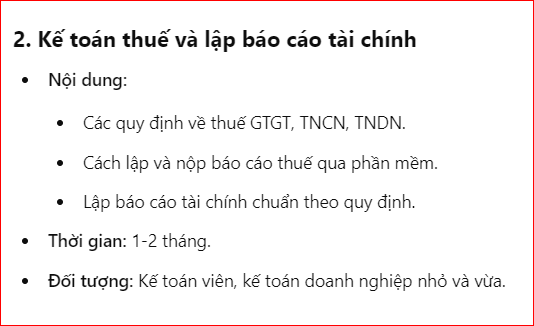 2. Kế toán thuế và lập báo cáo tài chính
• Nội dung:
• Các quy định về thuế GTGT, TNCN, TNDN.
• Cách lập và nộp báo cáo thuế qua phần mềm.
• Lập báo cáo tài chính chuẩn theo quy định.
• Thời gian: 1-2 tháng.
• Đối tượng: Kế toán viên, kế toán doanh nghiệp nhỏ và vừa.